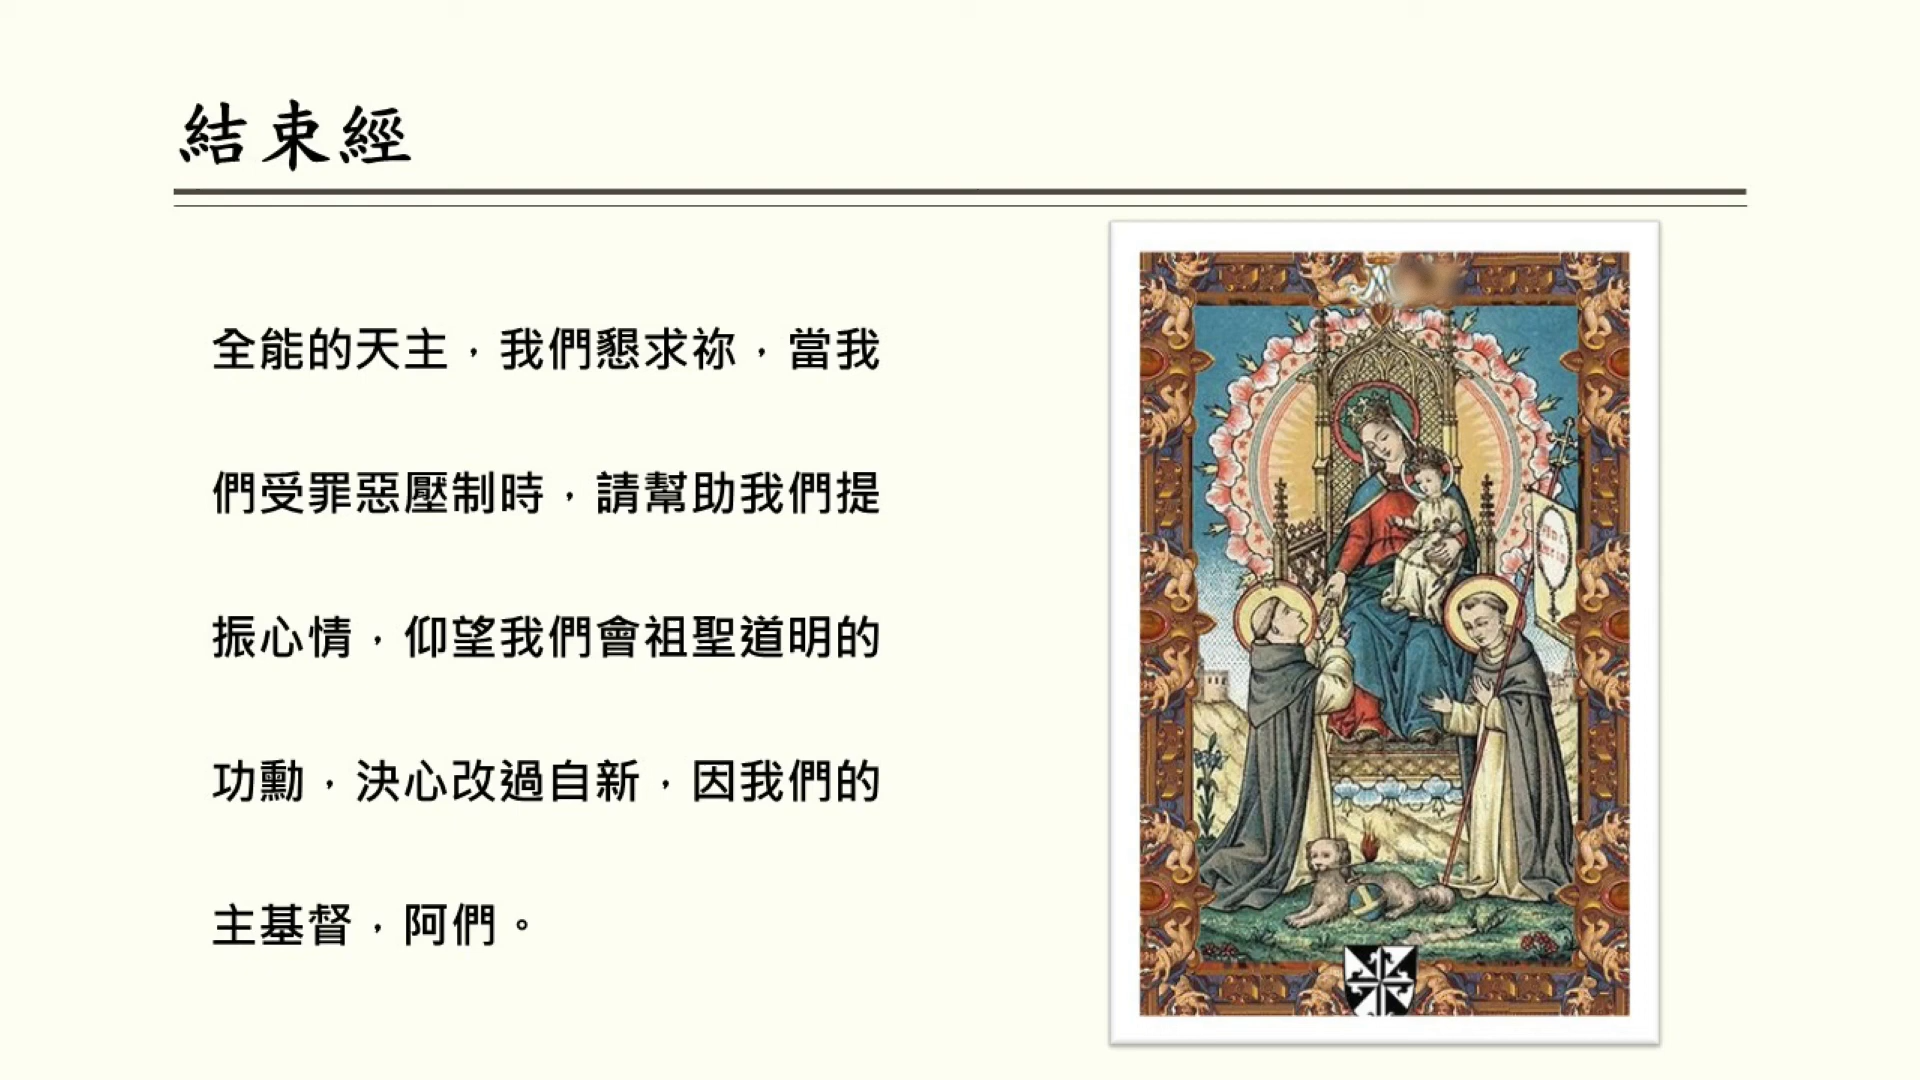 結束經
全能的天主，我們懇求祢，當我
們受罪惡壓制時，請幫助我們提
振心情，仰望我們會祖聖道明的
功勳，決心改過自新，因我們的
主基督，阿們。